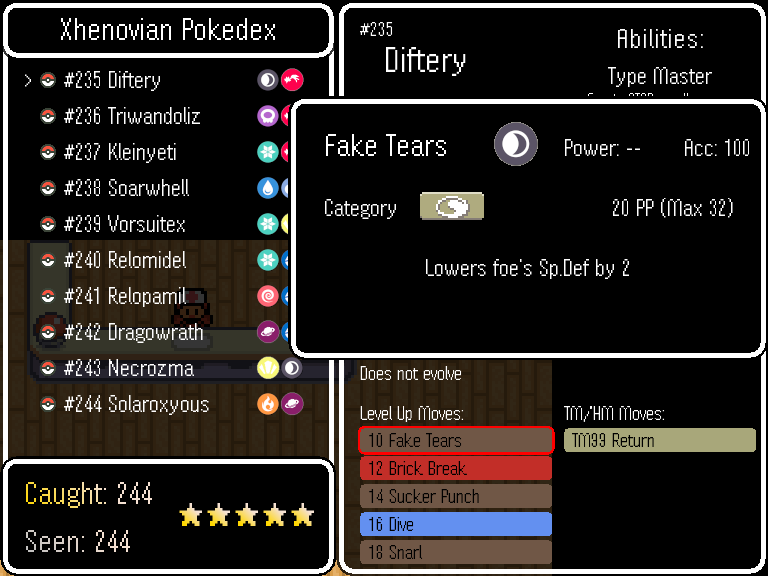 Xhenovian Pokedex
> #235 Diftery
#236 Triwandoliz
#237 Kleinyeti
#238 Soarwhell
#239 Vorsuitex
#240 Relomidel
#241 Relopamil
#242 Dragowrath
#243 Necrozma
#244 Solaroxyous
Caught: 244
Seen: 244
#235
Diftery
Abilities:
Type Master
Fake Tears
Power: --
Acc: 100
Category
20 PP (Max 32)
Lowers foe's Sp.Def by 2
Does not evolve
Level Up Moves:
10 Fake Tears
12 Brick Break
14 Sucker Punch
16 Dive
18 Snarl
TM/HM Moves:
TM99 Return